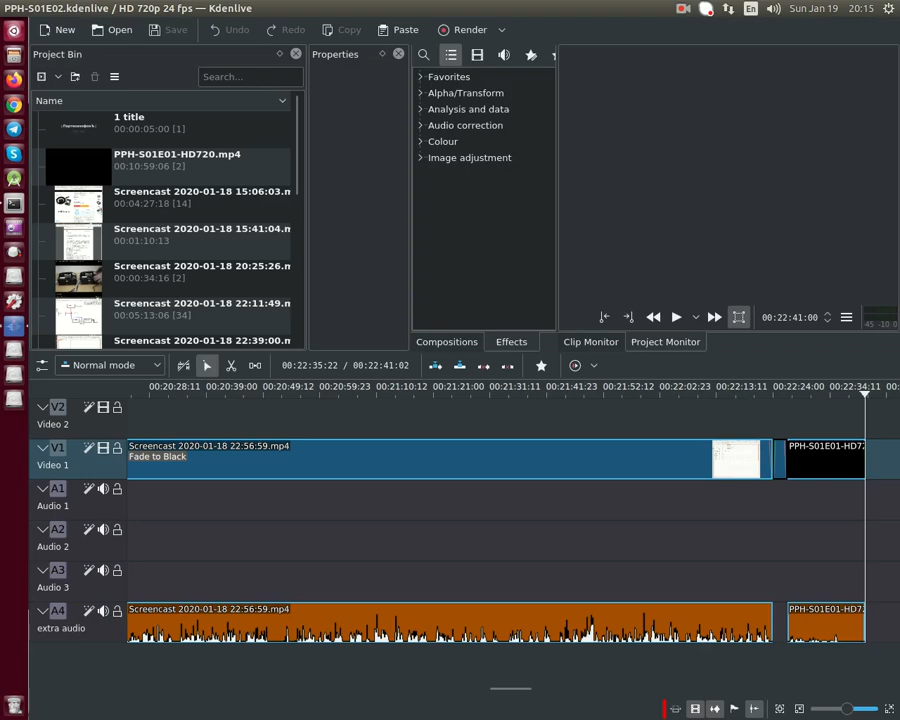 PPH-S01E02.kdenlive / HD 720p 24 fps — Kdenlive
En
Sun Jan 19
20:15
New
Open
Save
Undo
Redo
Copy
Paste
Render
Project Bin
Properties
Search...
Name
1 title
00:00:05:00 [1]
PPH-S01E01-HD720.mp4
00:10:59:06 [2]
Screencast 2020-01-18 15:06:03.m
00:04:27:18 [14]
Screencast 2020-01-18 15:41:04.m
00:01:10:13
Screencast 2020-01-18 20:25:26.m
00:00:34:16 [2]
Screencast 2020-01-18 22:11:49.m
00:05:13:06 [34]
Screencast 2020-01-18 22:39:00.m
Favorites
Alpha/Transform
Analysis and data
Audio correction
Colour
Image adjustment
Compositions
Effects
Clip Monitor
Project Monitor
00:22:41:00
-45 -10 0
Normal mode
00:22:35:22 / 00:22:41:02
00:20:28:11
00:20:39:00
00:20:49:12
00:20:59:23
00:21:10:12
00:21:21:00
00:21:31:11
00:21:41:23
00:21:52:12
00:22:02:23
00:22:13:11
00:22:24:00
00:22:34:11
00:
V2
Video 2
V1
Video 1
Screencast 2020-01-18 22:56:59.mp4
Fade to Black
PPH-S01E01-HD72
A1
Audio 1
A2
Audio 2
A3
Audio 3
A4
extra audio
Screencast 2020-01-18 22:56:59.mp4
PPH-S01E01-HD72